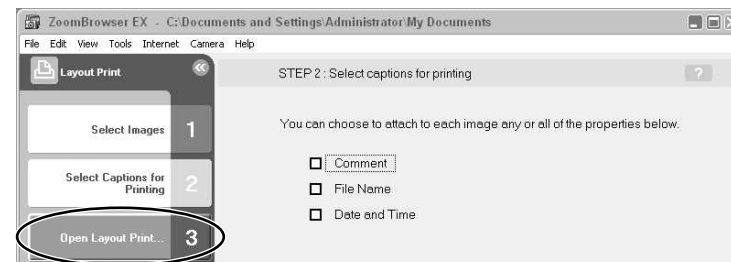 ZoomBrowser EX - C:\Documents and Settings\Administrator\My Documents
File Edit View Tools Internet Camera Help
Layout Print
STEP 2 : Select captions for printing
?
Select Images 1
You can choose to attach to each image any or all of the properties below.
Comment
Select Captions for
Printing 2
File Name
Date and Time
Open Layout Print... 3